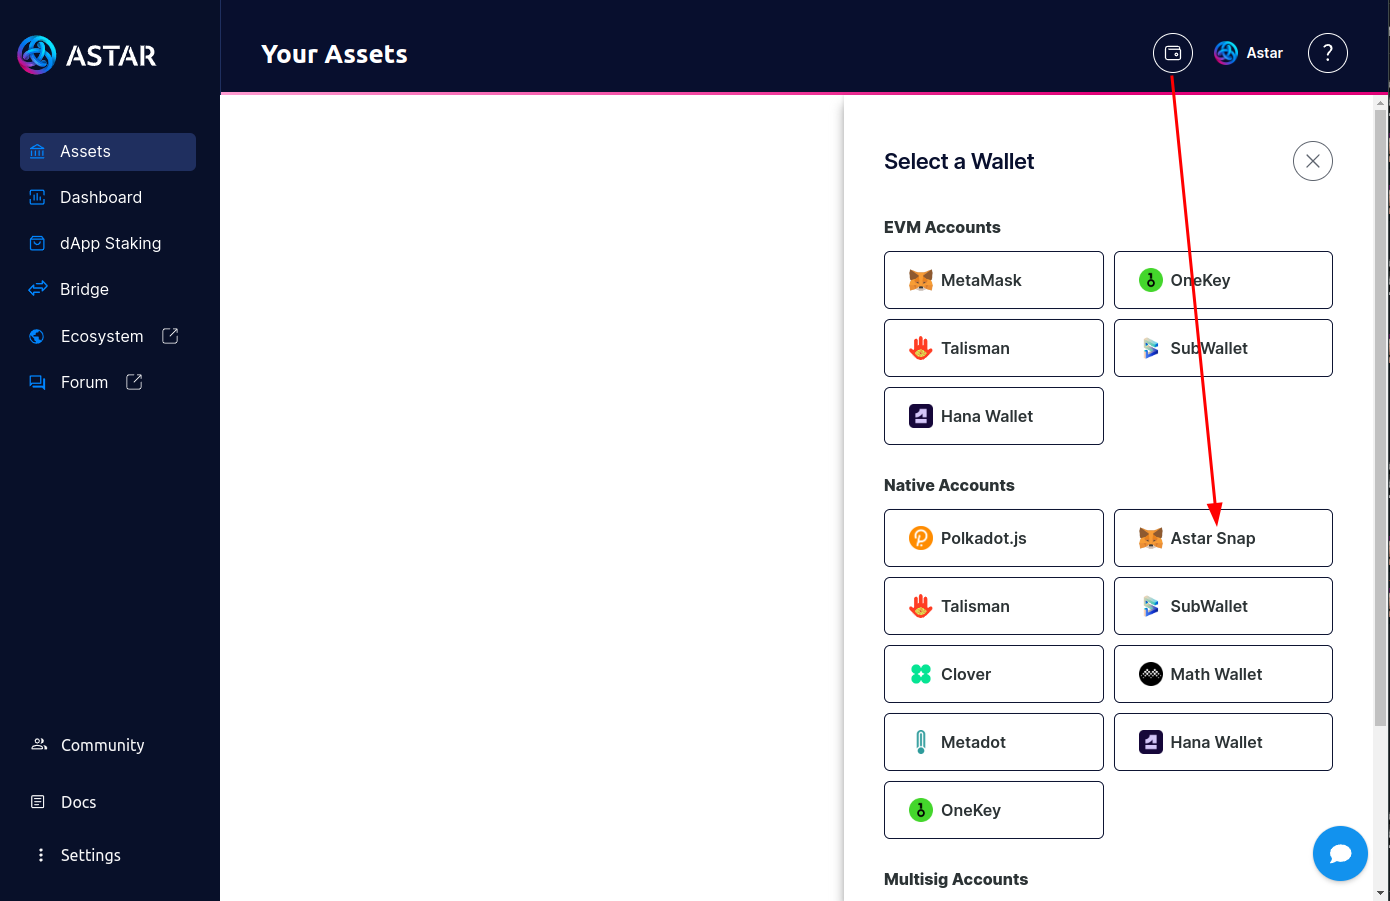 ASTAR
Your Assets
Astar
?
Assets
Dashboard
dApp Staking
Bridge
Ecosystem
Forum
Community
Docs
Settings
Select a Wallet
EVM Accounts
MetaMask
OneKey
Talisman
SubWallet
Hana Wallet
Native Accounts
Polkadot.js
Astar Snap
Talisman
SubWallet
Clover
Math Wallet
Metadot
Hana Wallet
OneKey
Multisig Accounts